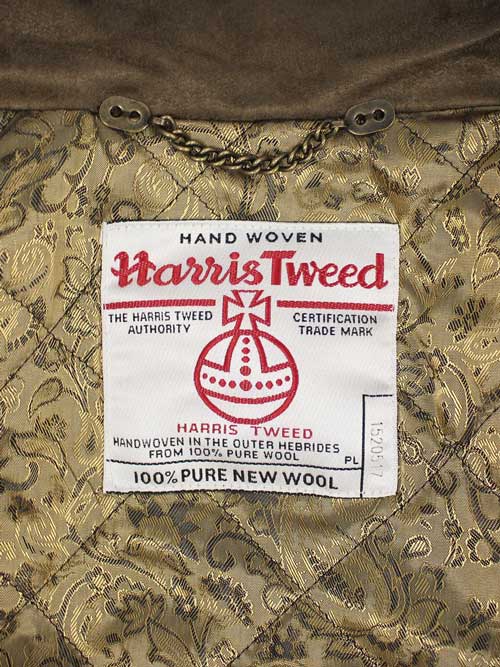 HAND WOVEN
Harris Tweed
THE HARRIS TWEED AUTHORITY
CERTIFICATION TRADE MARK
HARRIS TWEED
HANDWOVEN IN THE OUTER HEBRIDES
FROM 100% PURE WOOL
PL
100% PURE NEW WOOL
1520517